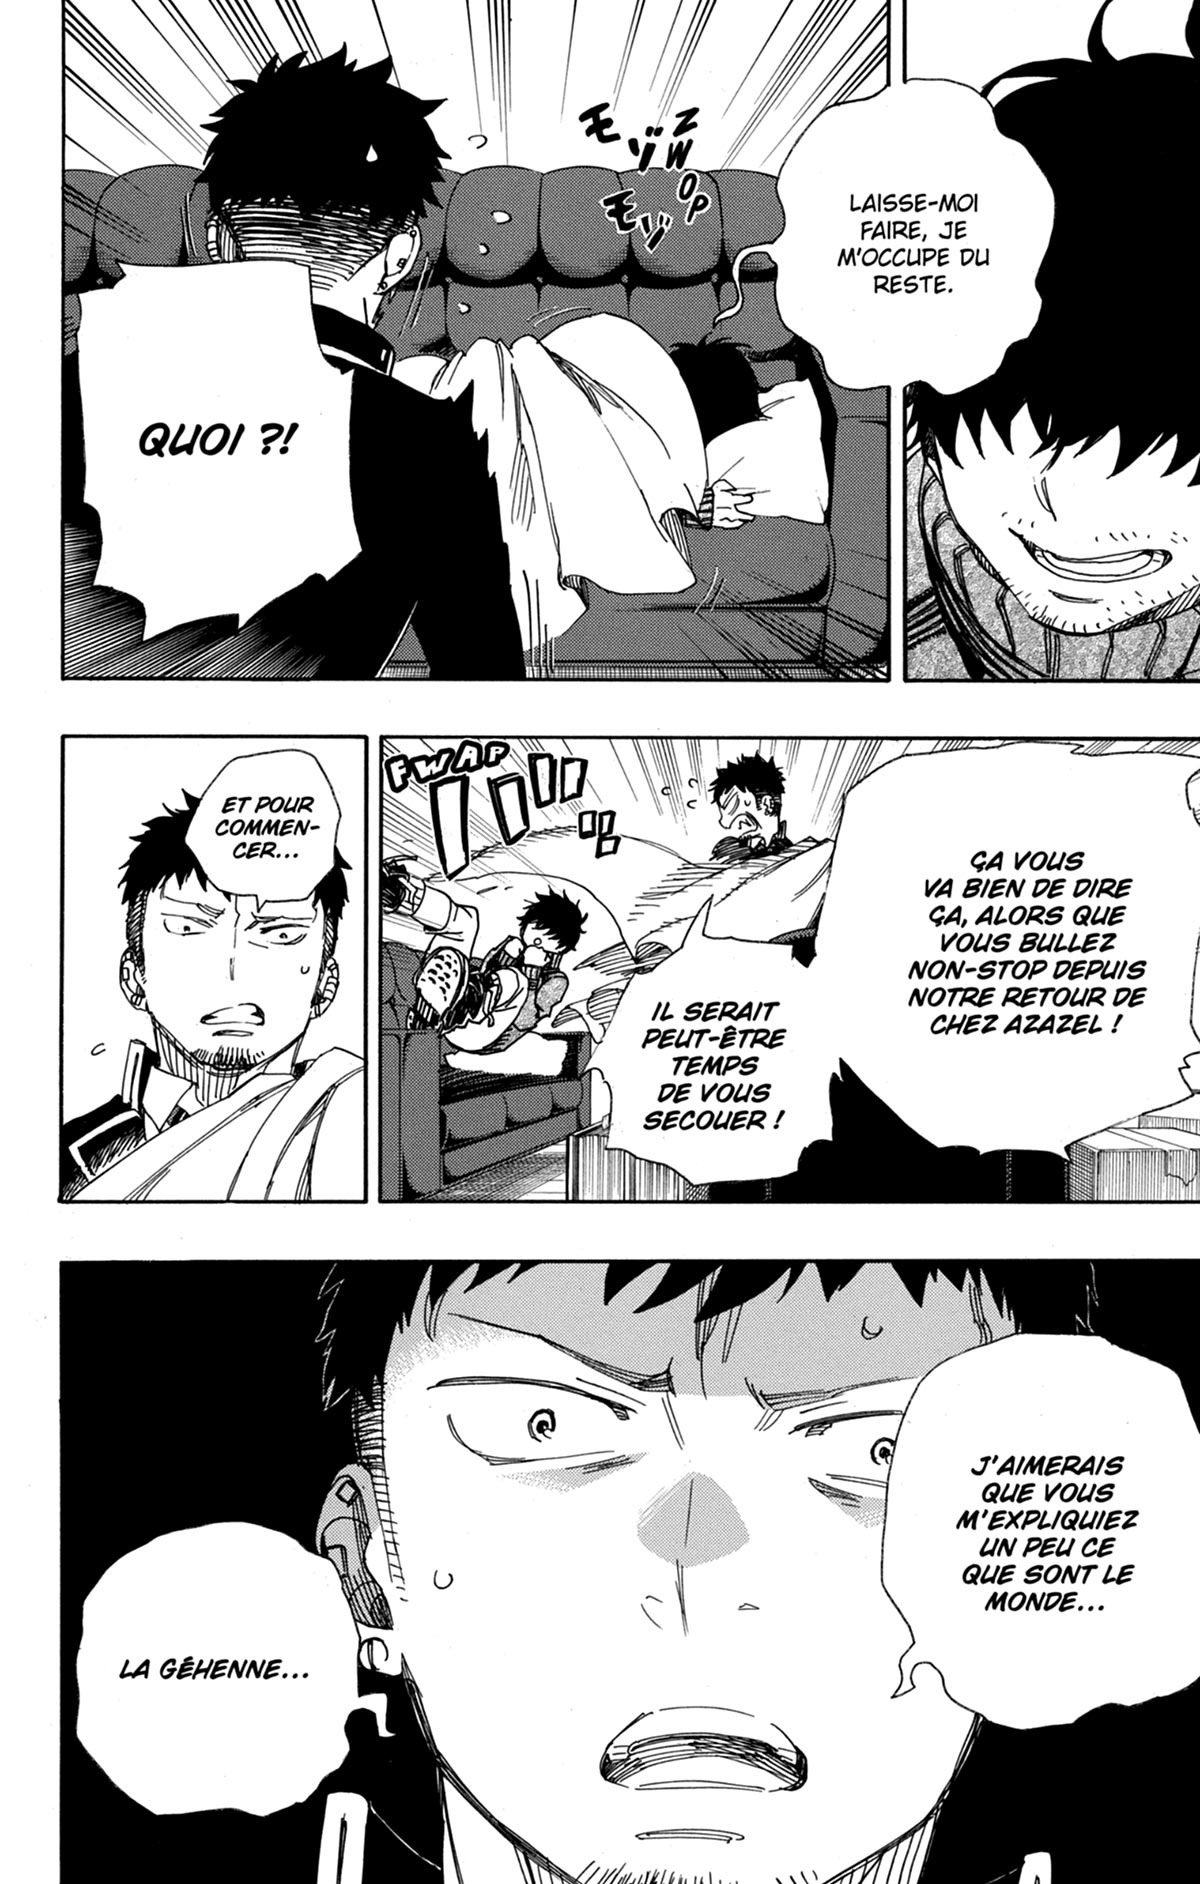 LAISSE-MOI
FAIRE, JE
M'OCCUPE DU
RESTE.
モゾ
モゾ
ZWOP
QUOI ?!
FWAP
ÇA VOUS
VA BIEN DE DIRE
ÇA, ALORS QUE
VOUS BULLEZ
NON-STOP DEPUIS
NOTRE RETOUR DE
CHEZ AZAZEL !
IL SERAIT
PEUT-ÊTRE
TEMPS
DE VOUS
SECOUER !
ET POUR
COMMEN-
CER...
J'AIMERAIS
QUE VOUS
M'EXPLIQUIEZ
UN PEU CE
QUE SONT LE
MONDE...
LA GÉHENNE...